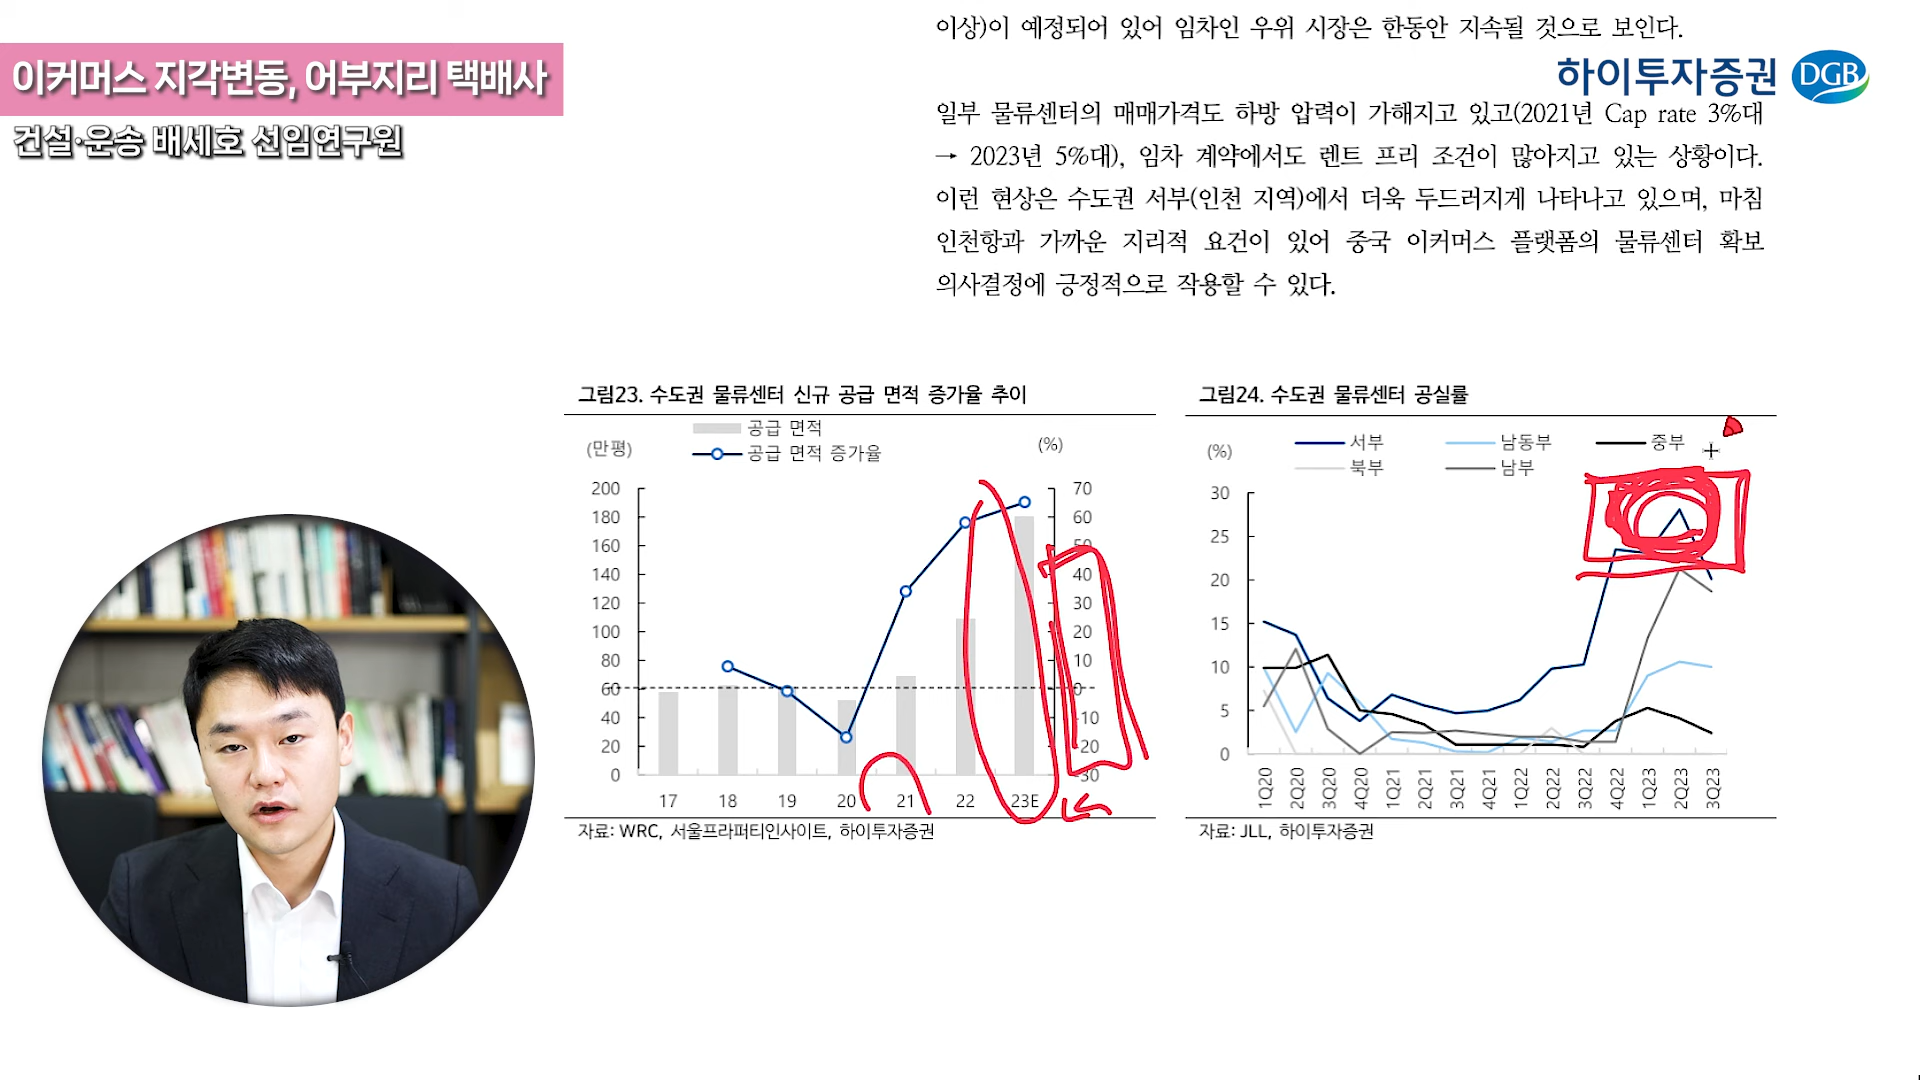 이상)이 예정되어 있어 임차인 우위 시장은 한동안 지속될 것으로 보인다.
이커머스 지각변동, 어부지리 택배사
건설·운송 배세호 선임연구원
하이투자증권 DGB
일부 물류센터의 매매가격도 하방 압력이 가해지고 있고(2021년 Cap rate 3%대
→ 2023년 5%대), 임차 계약에서도 렌트 프리 조건이 많아지고 있는 상황이다.
이런 현상은 수도권 서부(인천 지역)에서 더욱 두드러지게 나타나고 있으며, 마침
인천항과 가까운 지리적 요건이 있어 중국 이커머스 플랫폼의 물류센터 확보
의사결정에 긍정적으로 작용할 수 있다.
그림23. 수도권 물류센터 신규 공급 면적 증가율 추이
공급 면적
(만평) (%)
공급 면적 증가율
200 70
180 60
160 50
140 40
120 30
100 20
80 10
60 0
40 -10
20 -20
0 -30
17 18 19 20 21 22 23E
자료: WRC, 서울프라퍼티인사이트, 하이투자증권
그림24. 수도권 물류센터 공실률
(%) 서부 남동부 중부
북부 남부
30
25
20
15
10
5
0
1Q20 2Q20 3Q20 4Q20 1Q21 2Q21 3Q21 4Q21 1Q22 2Q22 3Q22 4Q22 1Q23 2Q23 3Q23
자료: JLL, 하이투자증권